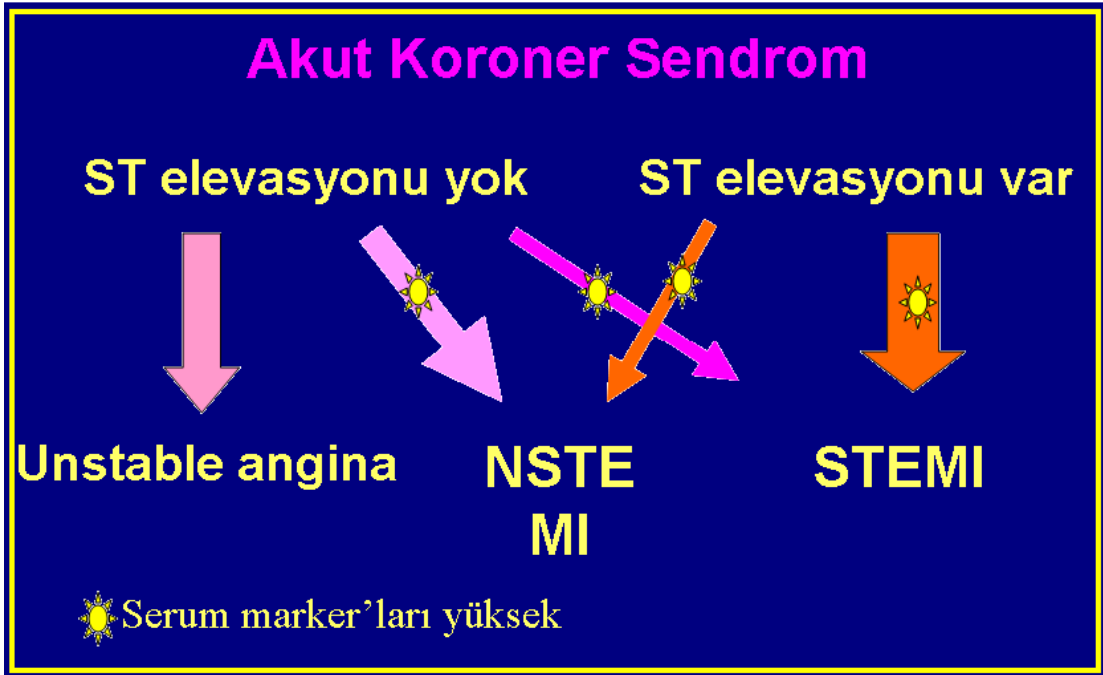 Akut Koroner Sendrom
ST elevasyonu yok
ST elevasyonu var
Unstable angina
NSTE
MI
STEMI
Serum marker’ları yüksek